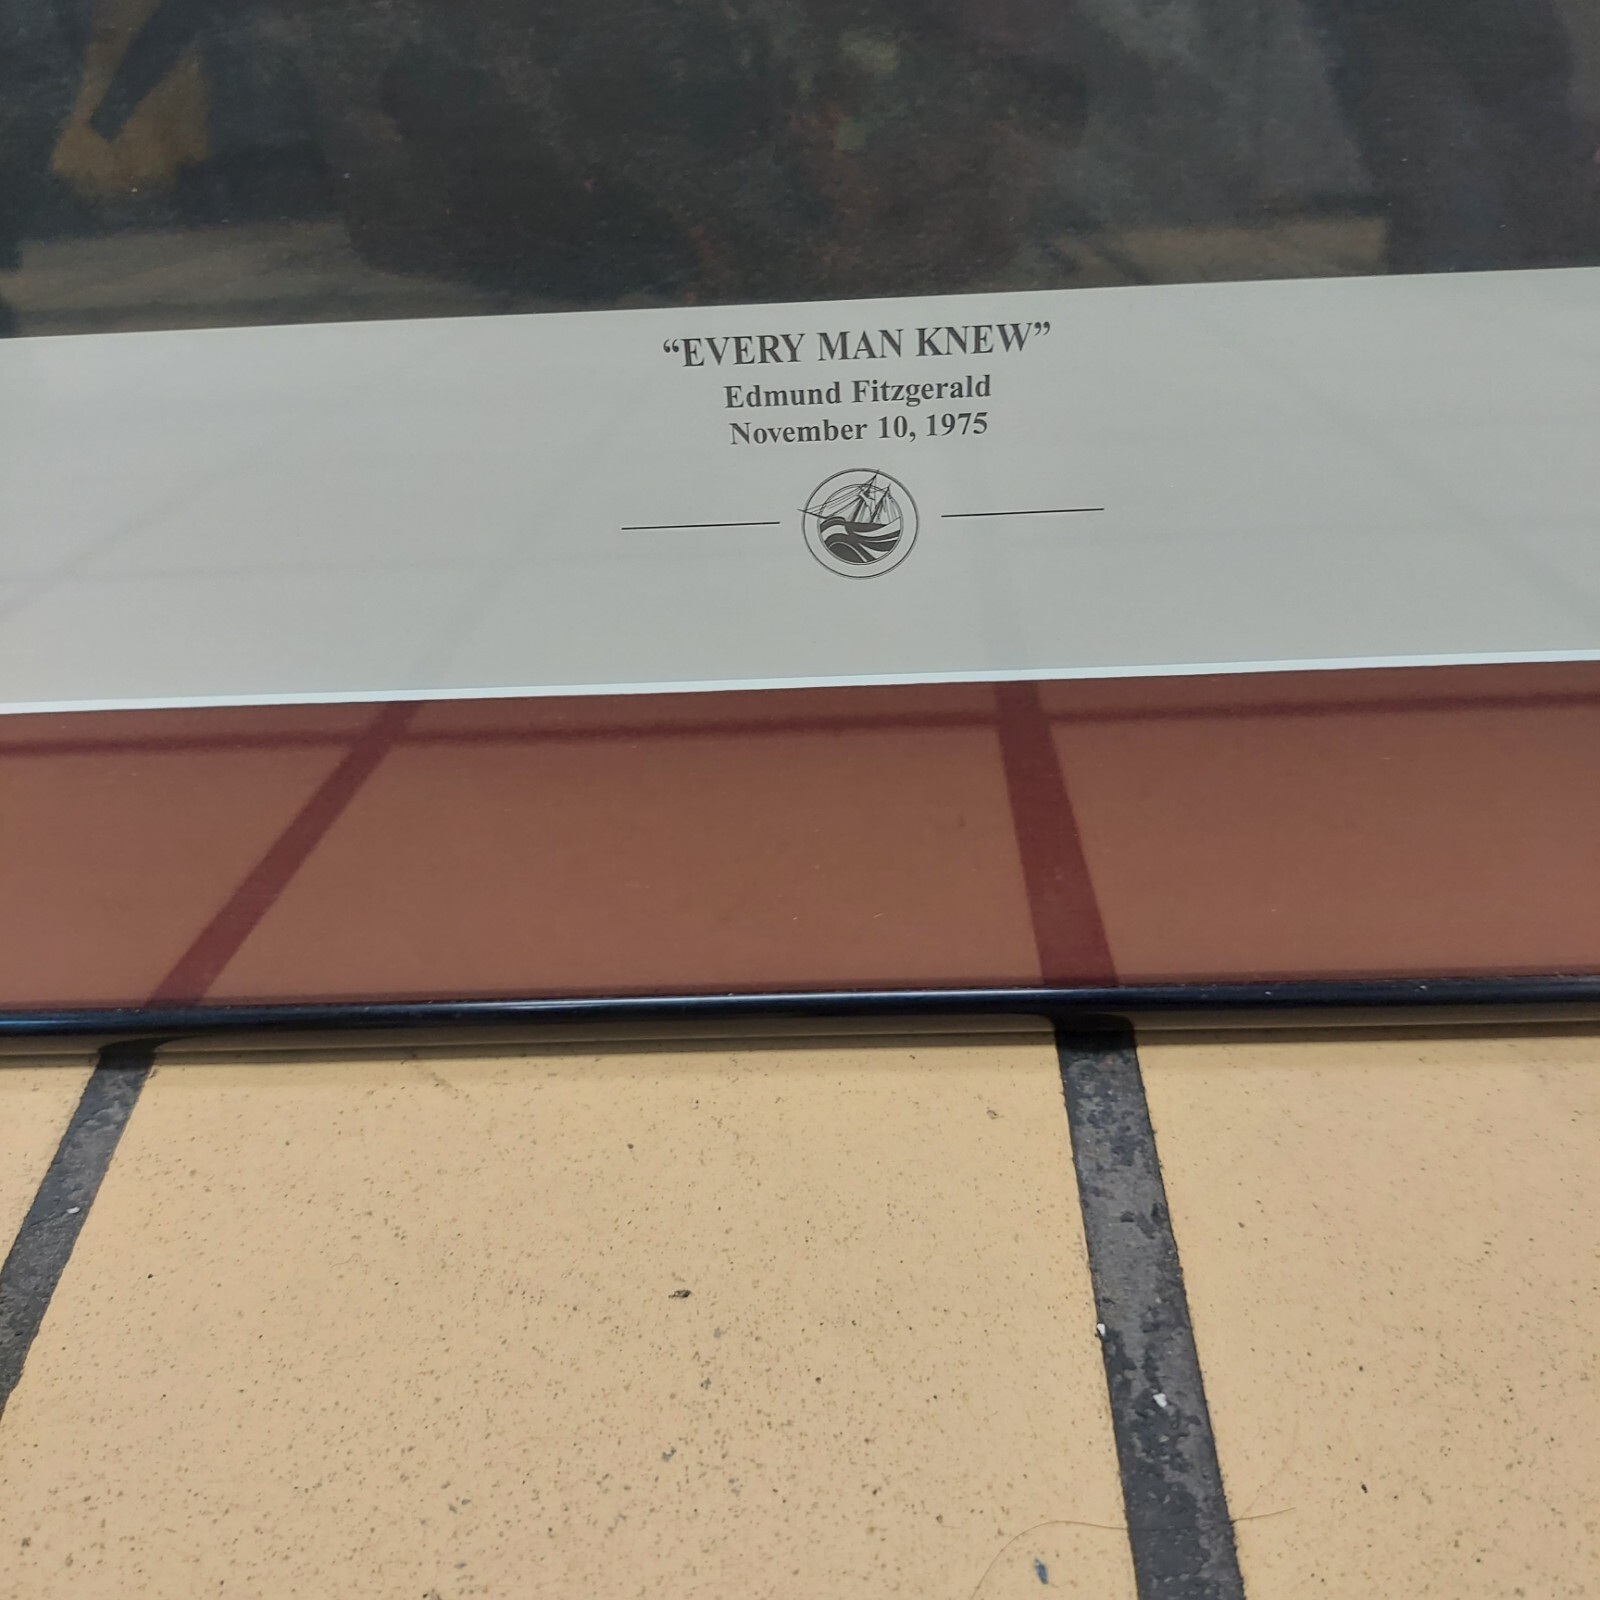 “EVERY MAN KNEW”
Edmund Fitzgerald
November 10, 1975